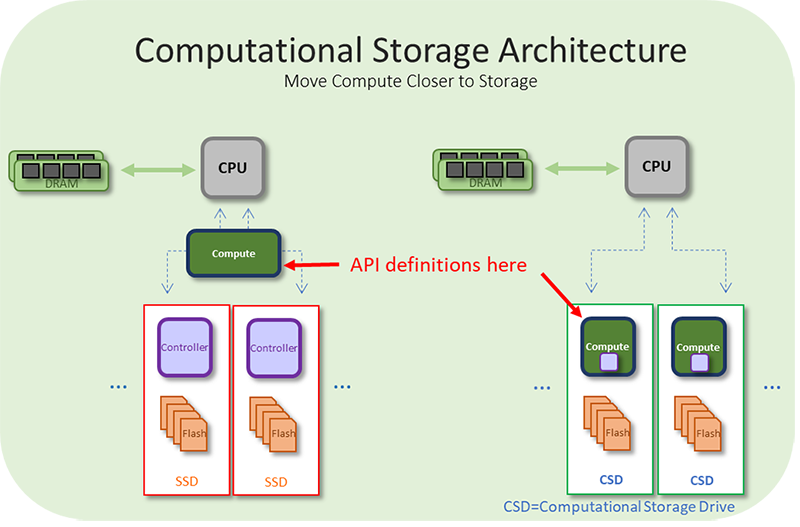 Computational Storage Architecture
Move Compute Closer to Storage
DRAM
CPU
DRAM
CPU
Compute
API definitions here
Controller
Controller
Compute
Compute
...
...
...
...
Flash
Flash
Flash
Flash
SSD
SSD
CSD
CSD
CSD=Computational Storage Drive